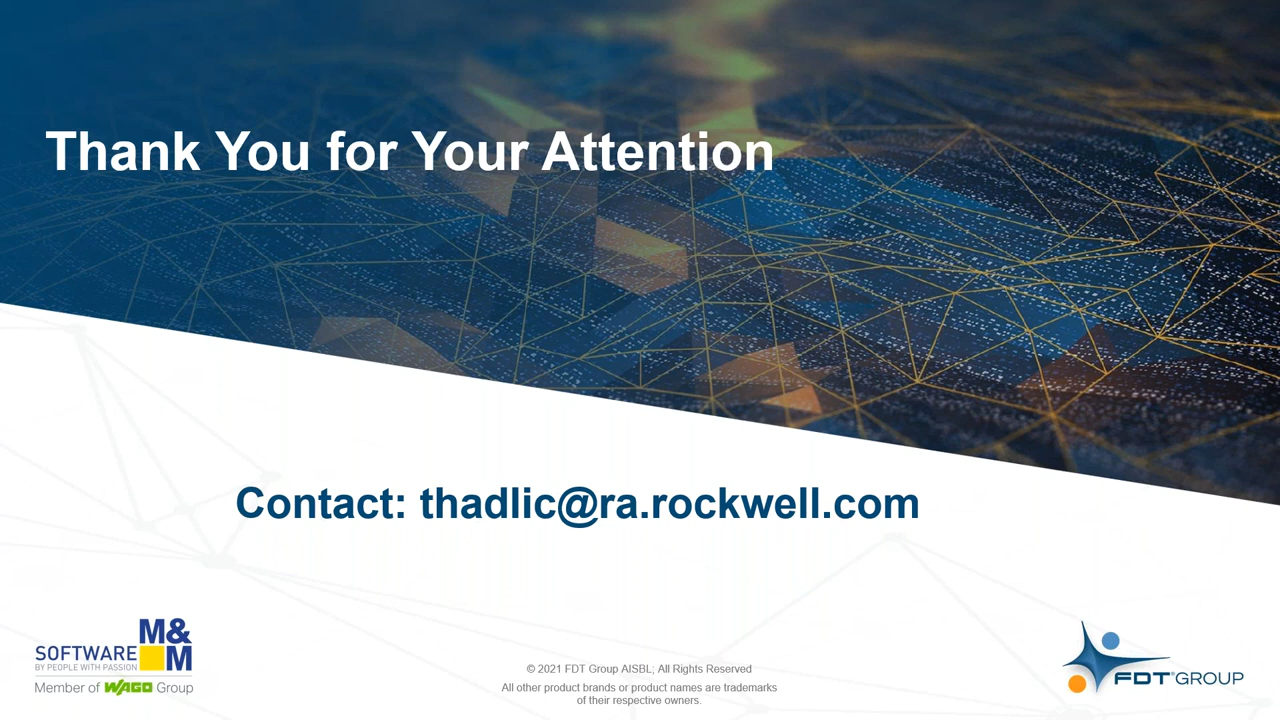 Thank You for Your Attention
Contact: thadlic@ra.rockwell.com
M&
SOFTWARE M
BY PEOPLE WITH PASSION
Member of WAGO Group
© 2021 FDT Group AISBL; All Rights Reserved
All other product brands or product names are trademarks
of their respective owners.
FDT®GROUP